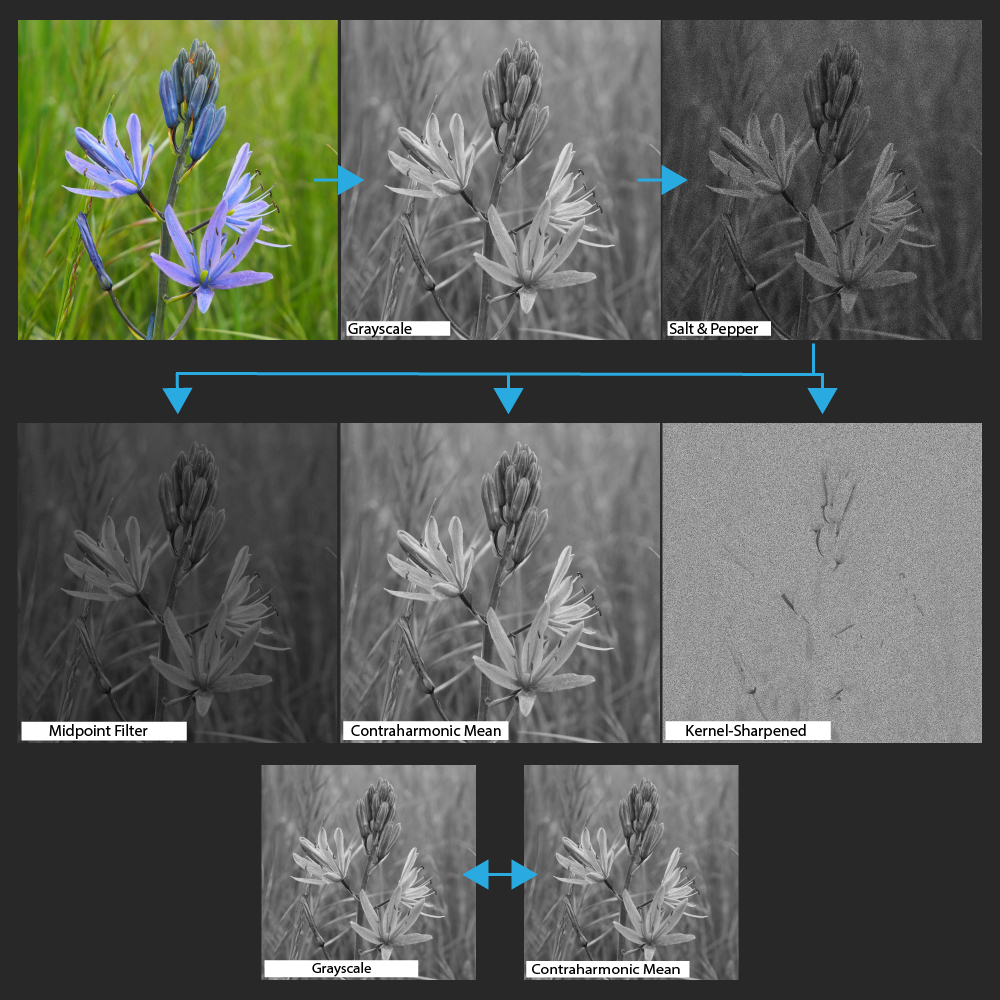 Grayscale
Salt & Pepper
Midpoint Filter
Contraharmonic Mean
Kernel-Sharpened
Grayscale
Contraharmonic Mean